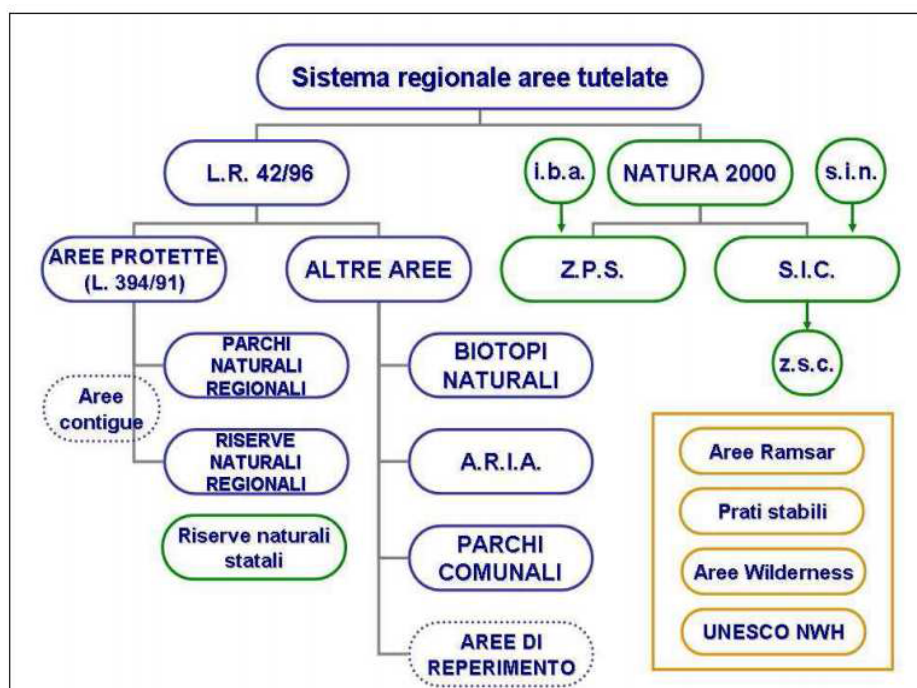 Sistema regionale aree tutelate
L.R. 42/96
i.b.a.
NATURA 2000
s.i.n.
AREE PROTETTE
(L. 394/91)
ALTRE AREE
Z.P.S.
S.I.C.
PARCHI
NATURALI
REGIONALI
BIOTOPI
NATURALI
z.s.c.
Aree
contigue
RISERVE
NATURALI
REGIONALI
A.R.I.A.
Riserve naturali
statali
PARCHI
COMUNALI
AREE DI
REPERIMENTO
Aree Ramsar
Prati stabili
Aree Wilderness
UNESCO NWH